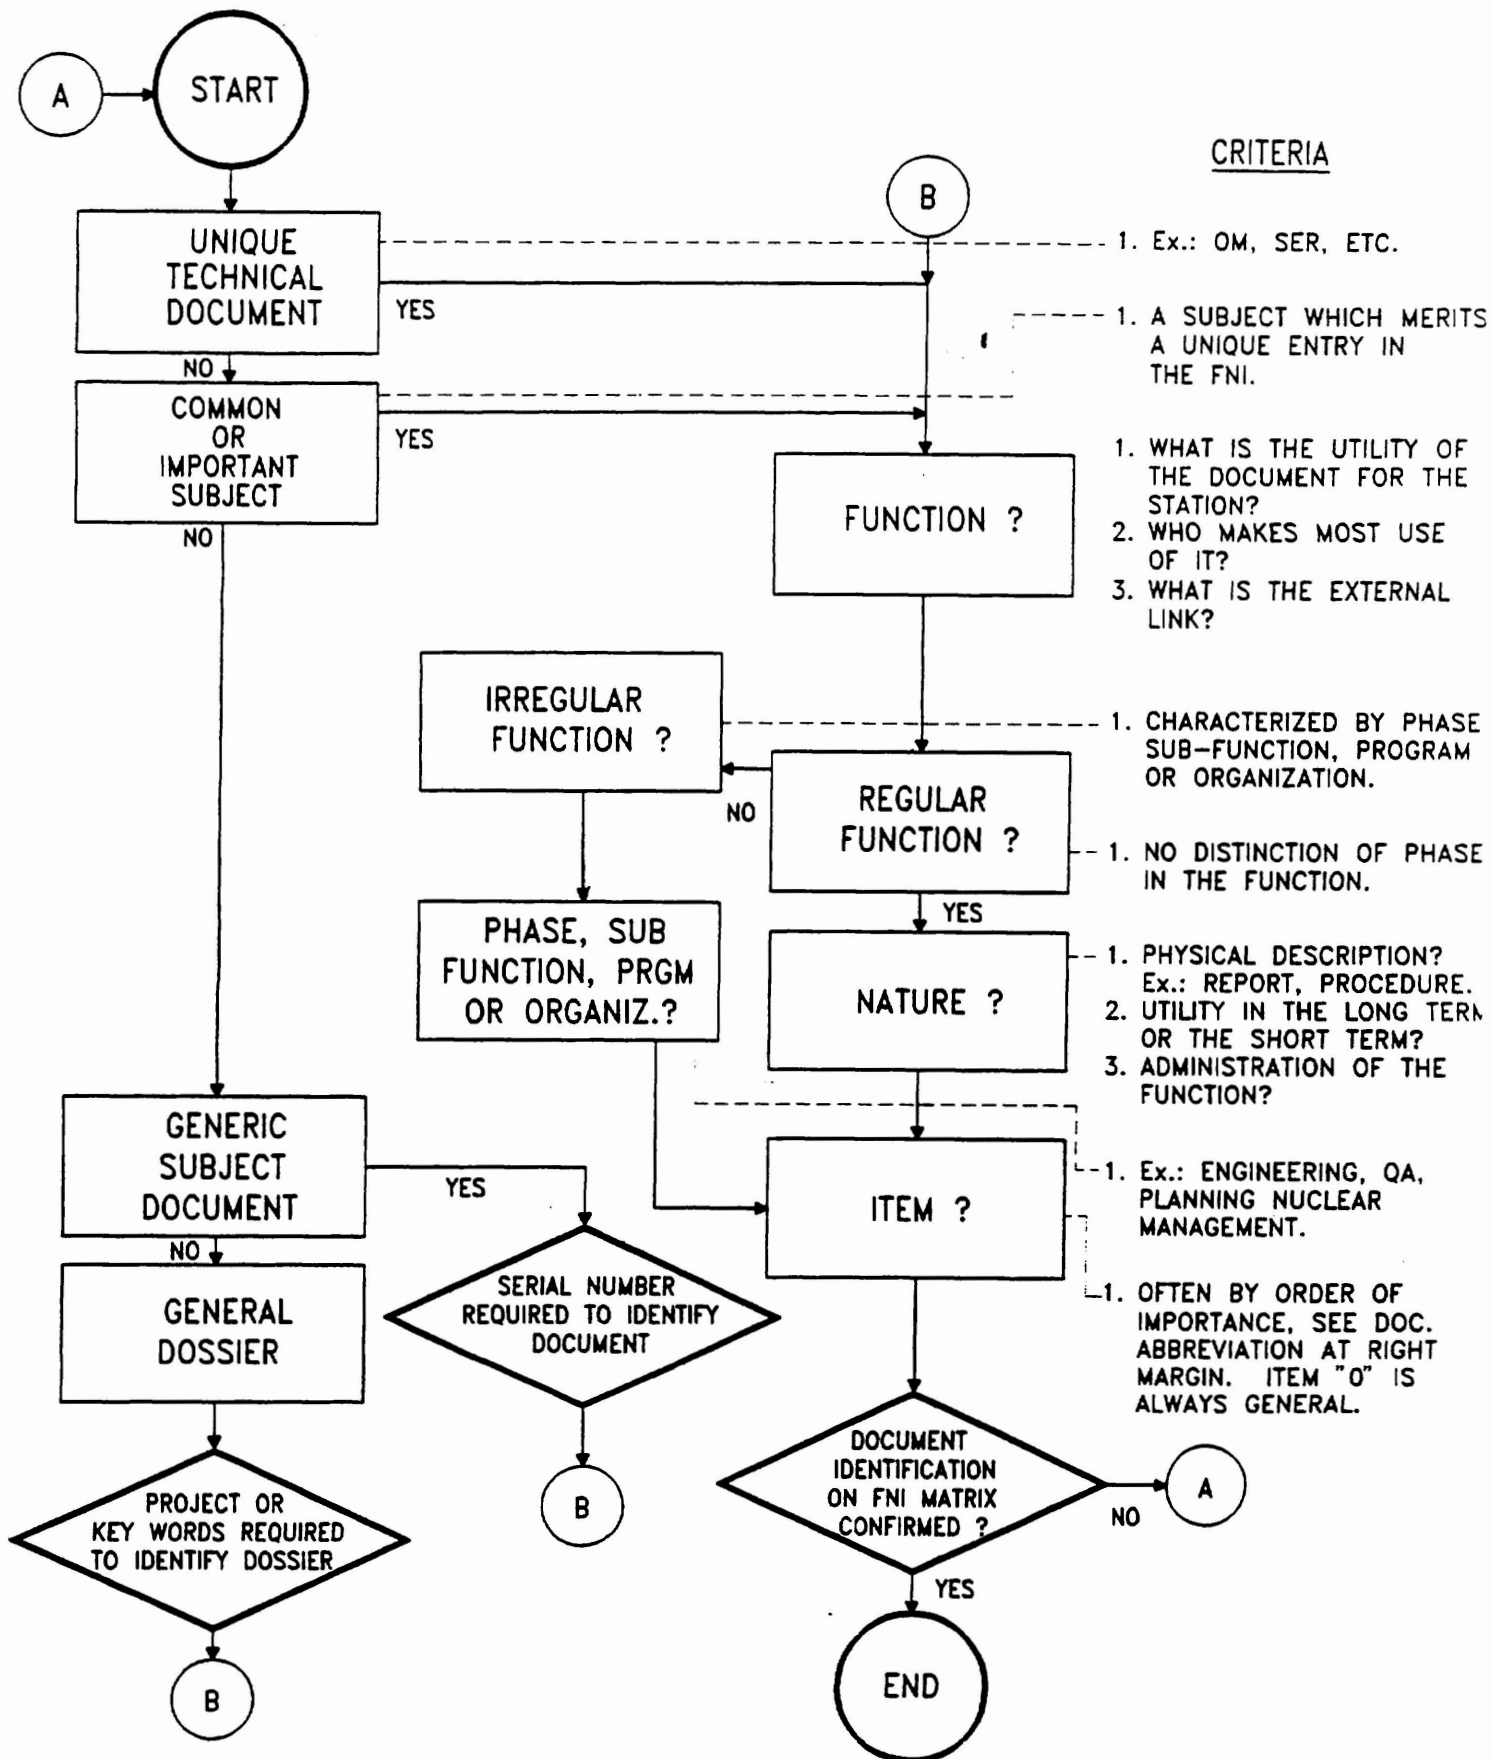 A
START
CRITERIA
B
UNIQUE
TECHNICAL
DOCUMENT
YES
NO
1. Ex.: OM, SER, ETC.
COMMON
OR
IMPORTANT
SUBJECT
YES
NO
1. A SUBJECT WHICH MERITS
A UNIQUE ENTRY IN
THE FNI.
FUNCTION ?
1. WHAT IS THE UTILITY OF
THE DOCUMENT FOR THE
STATION?
2. WHO MAKES MOST USE
OF IT?
3. WHAT IS THE EXTERNAL
LINK?
IRREGULAR
FUNCTION ?
1. CHARACTERIZED BY PHASE
SUB-FUNCTION, PROGRAM
OR ORGANIZATION.
NO
REGULAR
FUNCTION ?
YES
1. NO DISTINCTION OF PHASE
IN THE FUNCTION.
PHASE, SUB
FUNCTION, PRGM
OR ORGANIZ.?
NATURE ?
1. PHYSICAL DESCRIPTION?
Ex.: REPORT, PROCEDURE.
2. UTILITY IN THE LONG TERM
OR THE SHORT TERM?
3. ADMINISTRATION OF THE
FUNCTION?
GENERIC
SUBJECT
DOCUMENT
YES
NO
ITEM ?
1. Ex.: ENGINEERING, QA,
PLANNING NUCLEAR
MANAGEMENT.
GENERAL
DOSSIER
SERIAL NUMBER
REQUIRED TO IDENTIFY
DOCUMENT
1. OFTEN BY ORDER OF
IMPORTANCE, SEE DOC.
ABBREVIATION AT RIGHT
MARGIN. ITEM "0" IS
ALWAYS GENERAL.
PROJECT OR
KEY WORDS REQUIRED
TO IDENTIFY DOSSIER
B
DOCUMENT
IDENTIFICATION
ON FNI MATRIX
CONFIRMED ?
NO
A
YES
B
END